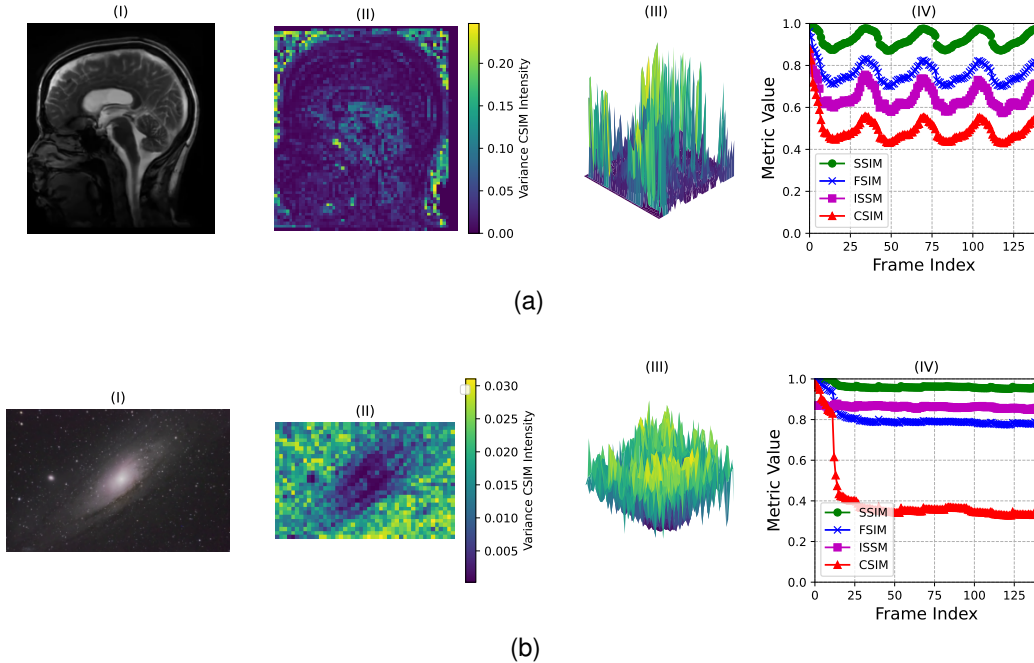 (I)
(II)
(III)
(IV)
0.20
0.15
0.10
0.05
0.00
Variance CSIM Intensity
1.0
0.8
0.6
0.4
0.2
0.0
Metric Value
SSIM
FSIM
ISSM
CSIM
0 25 50 75 100 125
Frame Index
(a)
(I)
(II)
(III)
(IV)
0.030
0.025
0.020
0.015
0.010
0.005
Variance CSIM Intensity
1.0
0.8
0.6
0.4
0.2
0.0
Metric Value
SSIM
FSIM
ISSM
CSIM
0 25 50 75 100 125
Frame Index
(b)